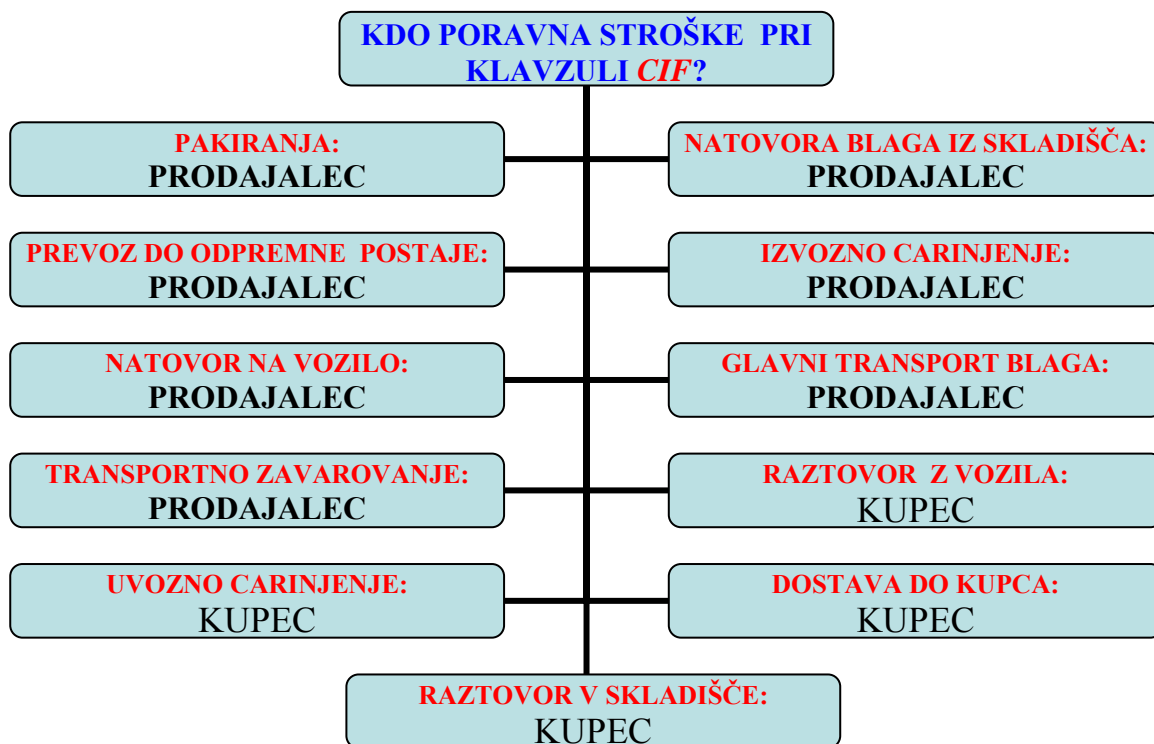 KDO PORAVNA STROŠKE PRI
KLAVZULI CIF?
PAKIRANJA:
PRODAJALEC
NATOVORA BLAGA IZ SKLADIŠČA:
PRODAJALEC
PREVOZ DO ODPREMNE POSTAJE:
PRODAJALEC
IZVOZNO CARINJENJE:
PRODAJALEC
NATOVOR NA VOZILO:
PRODAJALEC
GLAVNI TRANSPORT BLAGA:
PRODAJALEC
TRANSPORTNO ZAVAROVANJE:
PRODAJALEC
RAZTOVOR Z VOZILA:
KUPEC
UVOZNO CARINJENJE:
KUPEC
DOSTAVA DO KUPCA:
KUPEC
RAZTOVOR V SKLADIŠČE:
KUPEC